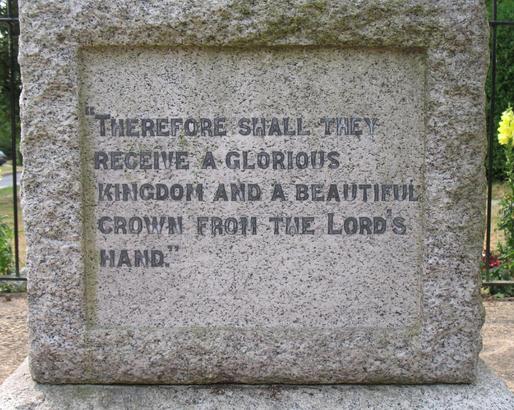 “Therefore shall they
receive a glorious
kingdom and a beautiful
crown from the Lord's
hand.”